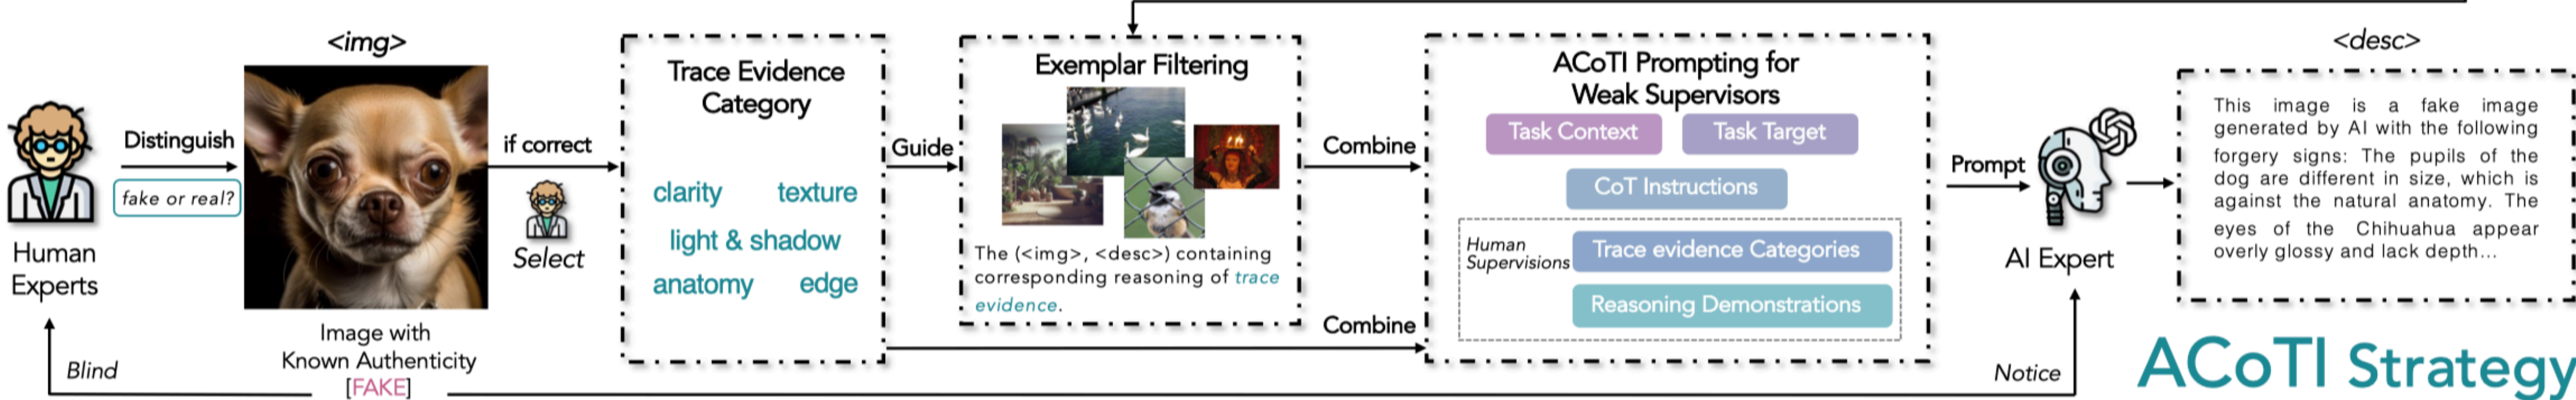 <img>
Distinguish
fake or real?
Human
Experts
Blind
Image with
Known Authenticity
[FAKE]
if correct
Select
Trace Evidence
Category
clarity texture
light & shadow
anatomy edge
Guide
Exemplar Filtering
The (<img>, <desc>) containing
corresponding reasoning of trace
evidence.
Combine
Combine
ACoTI Prompting for
Weak Supervisors
Task Context Task Target
CoT Instructions
Human
Supervisions
Trace evidence Categories
Reasoning Demonstrations
Prompt
AI Expert
Notice
<desc>
This image is a fake image
generated by AI with the following
forgery signs: The pupils of the
dog are different in size, which is
against the natural anatomy. The
eyes of the Chihuahua appear
overly glossy and lack depth...
ACoTI Strategy